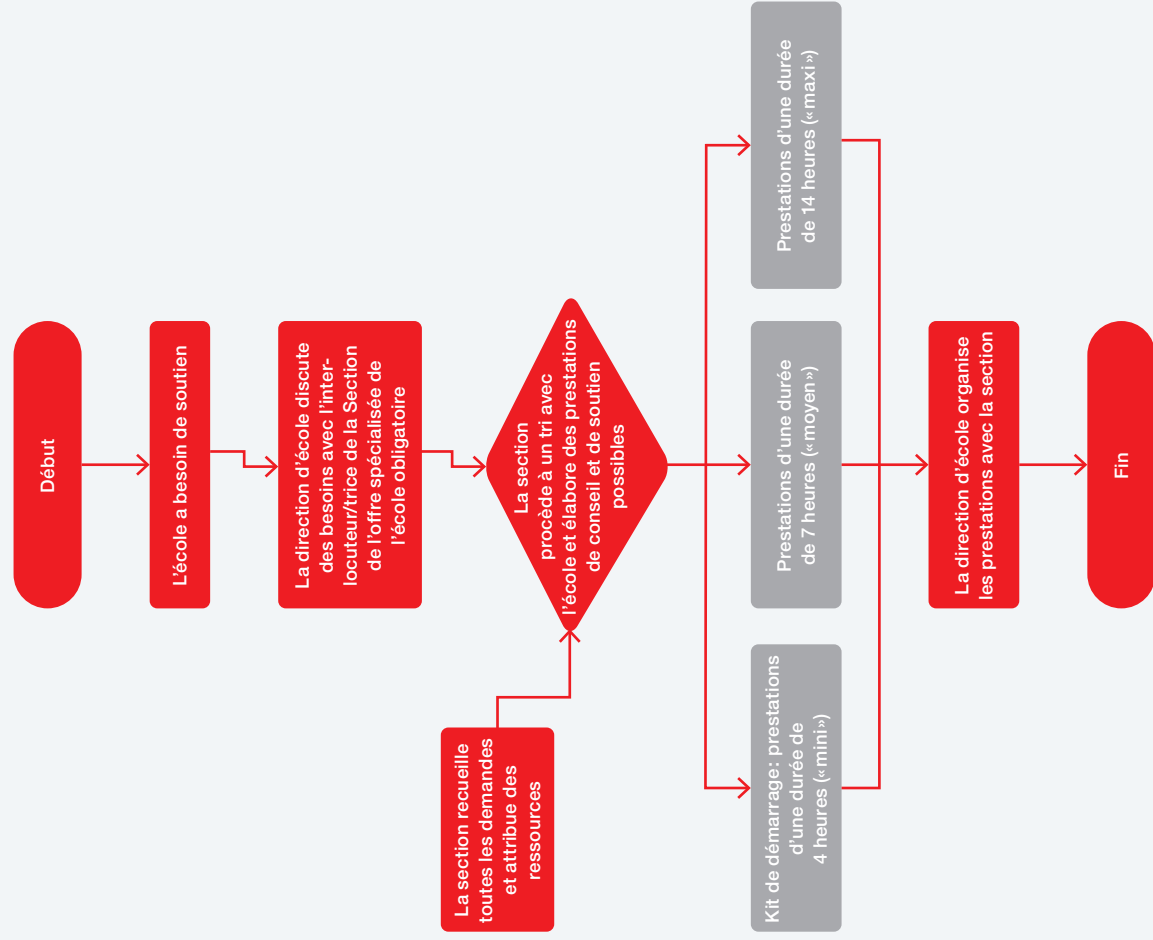 Début
L'école a besoin de soutien
La direction d'école discute
des besoins avec l'inter-
locuteur/trice de la Section
de l'offre spécialisée de
l'école obligatoire
La section recueille
toutes les demandes
et attribue des
ressources
La section
procède à un tri avec
l'école et élabore des prestations
de conseil et de soutien
possibles
Kit de démarrage: prestations
d'une durée de
4 heures («mini»)
Prestations d'une durée
de 7 heures («moyen»)
Prestations d'une durée
de 14 heures («maxi»)
La direction d'école organise
les prestations avec la section
Fin